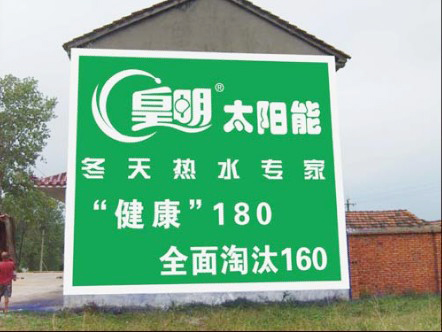 皇明® 太阳能
冬天热水专家
“健康”180
全面淘汰160